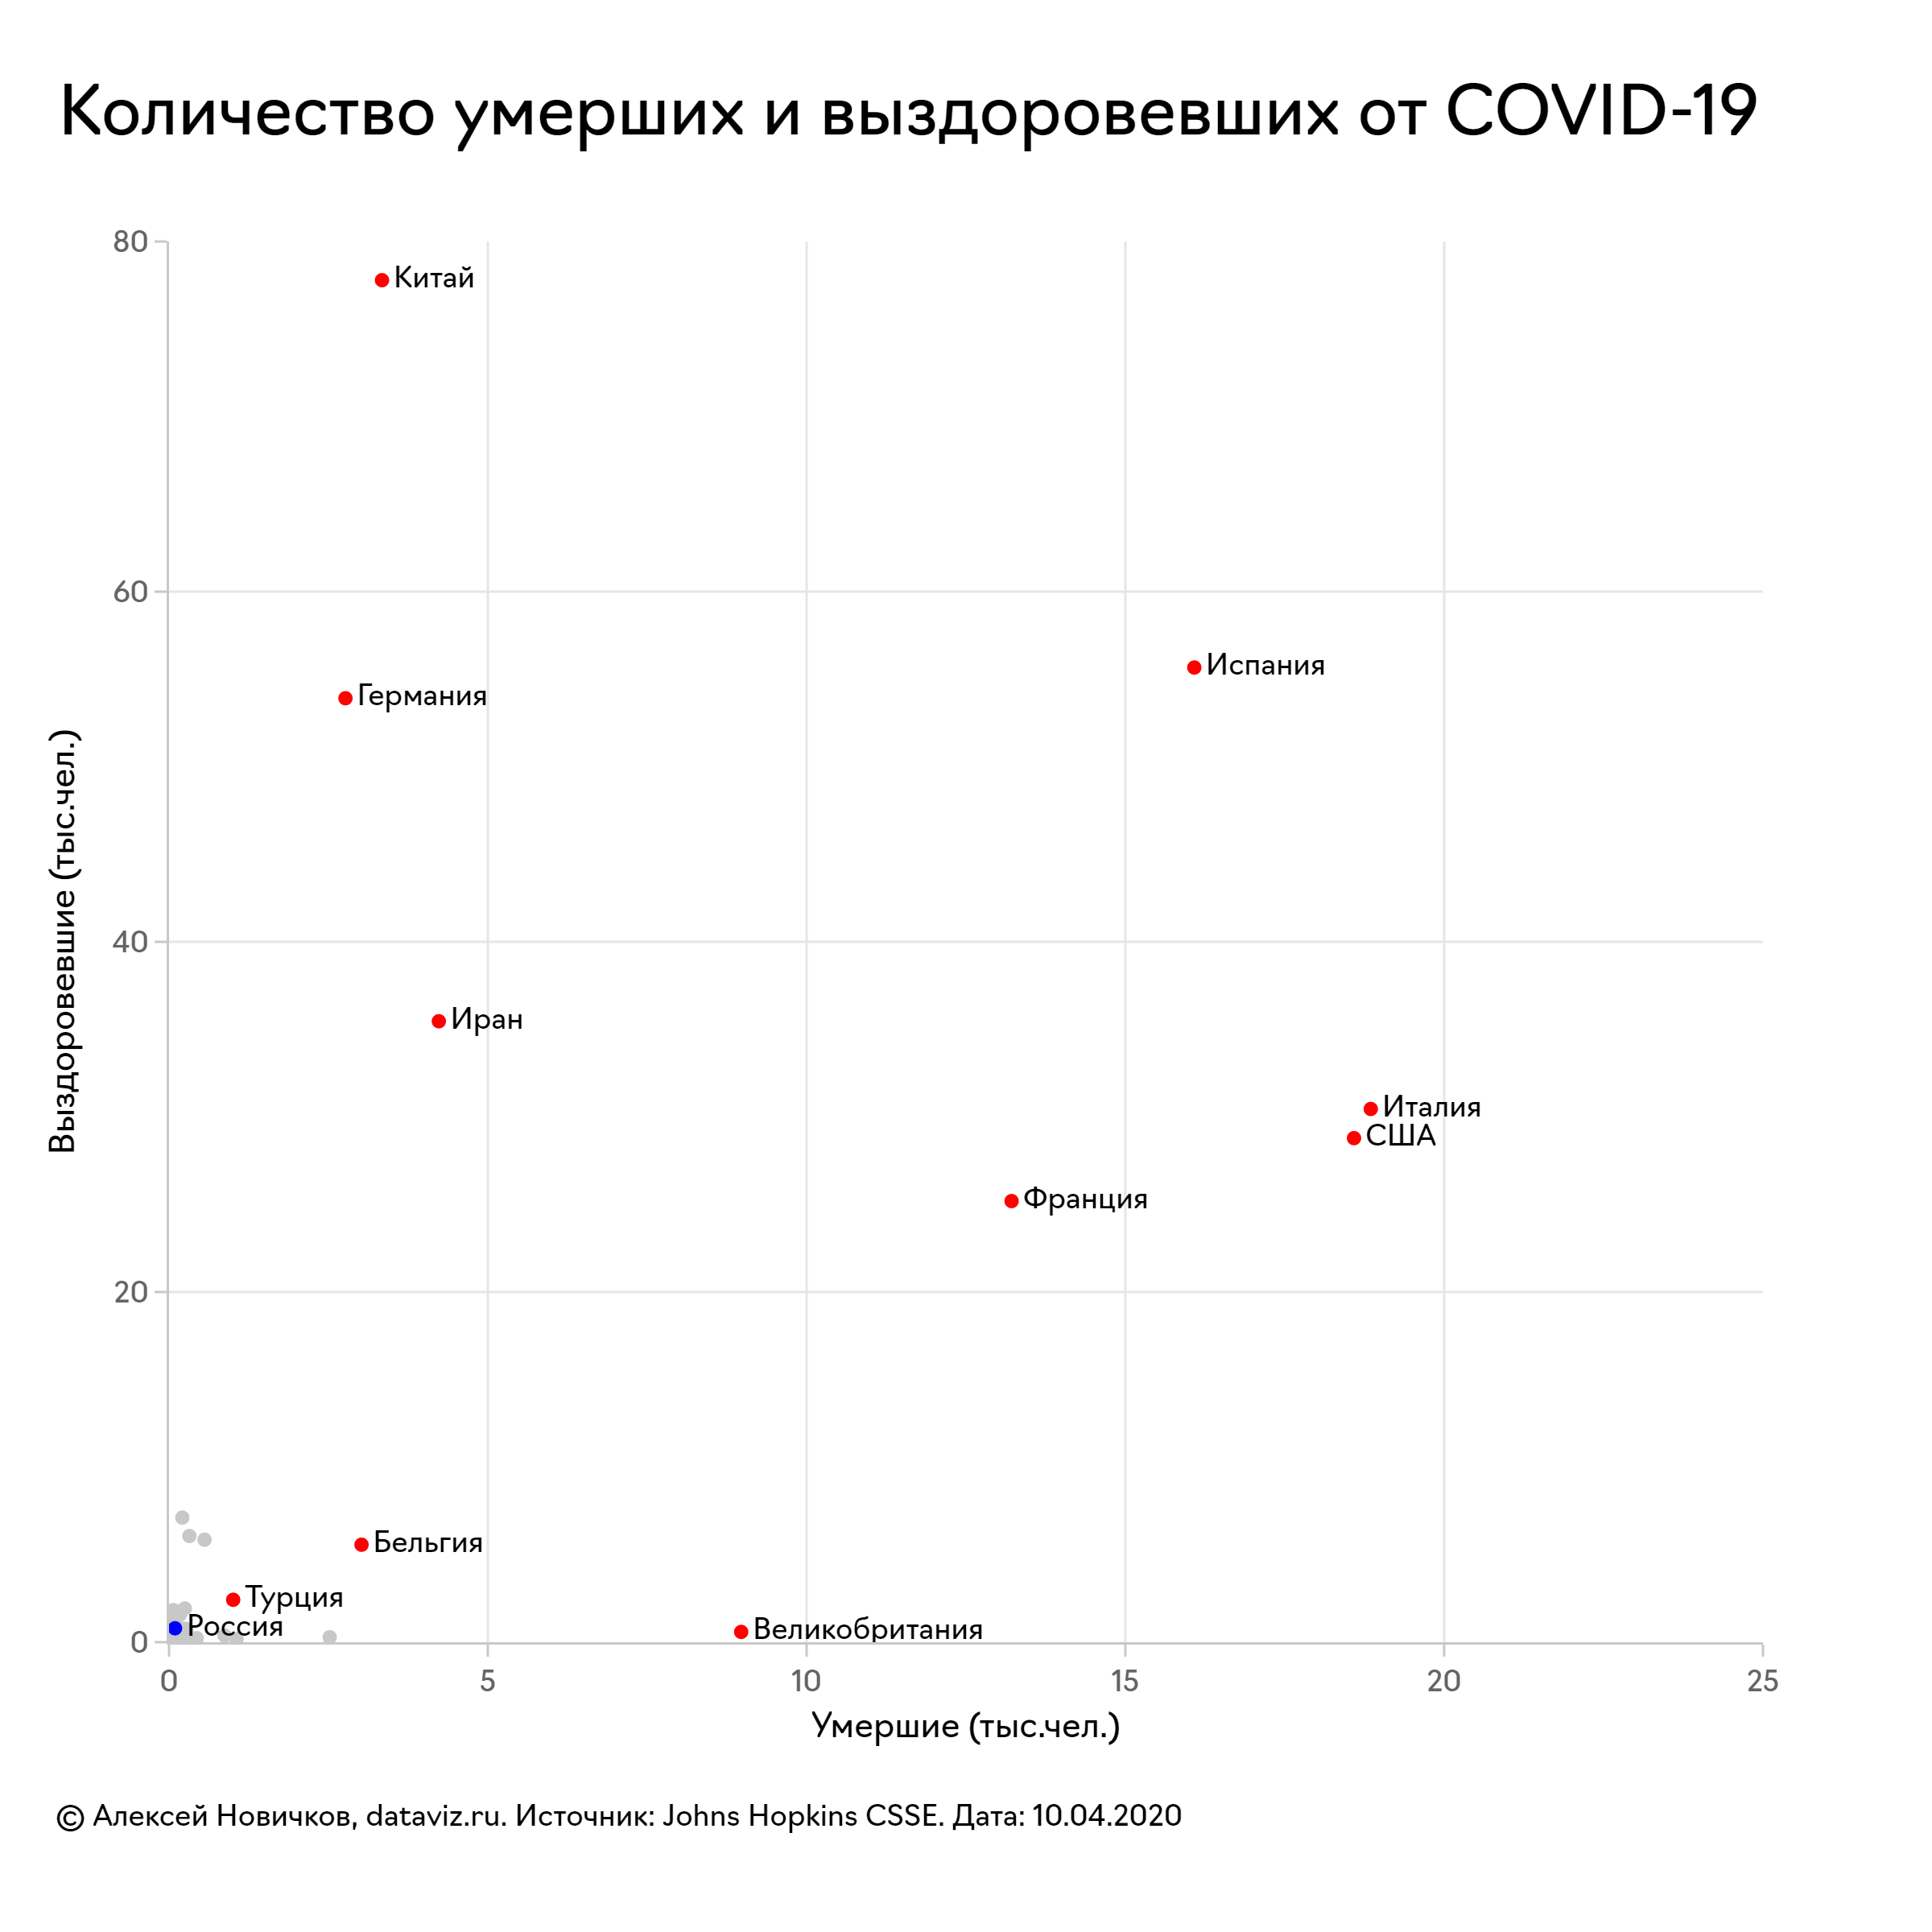 Количество умерших и выздоровевших от COVID-19
80
Китай
60
Испания
Германия
Выздоровевшие (тыс.чел.)
40
Иран
Италия
США
Франция
20
Бельгия
Турция
Россия
Великобритания
0
0 5 10 15 20 25
Умершие (тыс.чел.)
© Алексей Новичков, dataviz.ru. Источник: Johns Hopkins CSSE. Дата: 10.04.2020